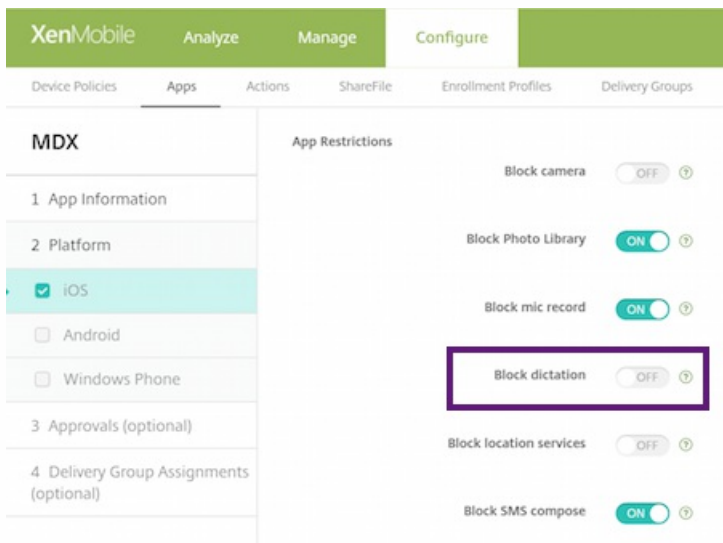 XenMobile Analyze Manage Configure
Device Policies Apps Actions ShareFile Enrollment Profiles Delivery Groups
MDX
1 App Information
2 Platform
iOS
Android
Windows Phone
3 Approvals (optional)
4 Delivery Group Assignments
(optional)
App Restrictions
Block camera OFF ?
Block Photo Library ON ?
Block mic record ON ?
Block dictation OFF ?
Block location services OFF ?
Block SMS compose ON ?